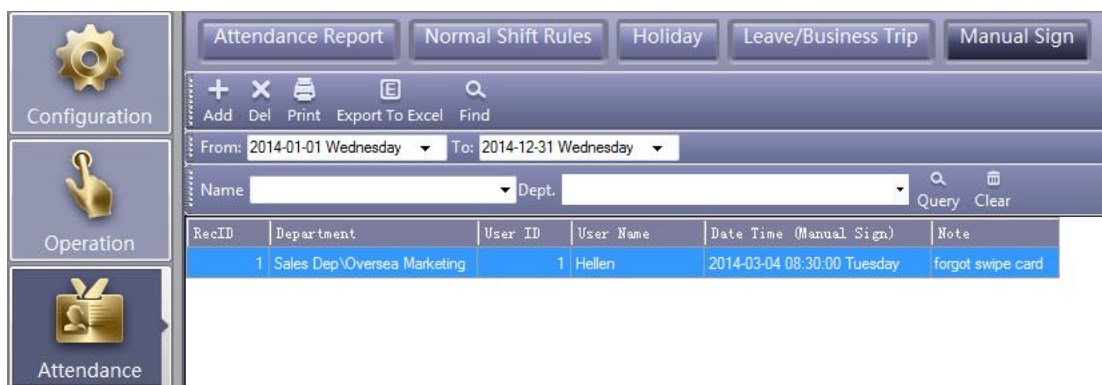 Attendance Report Normal Shift Rules Holiday Leave/Business Trip Manual Sign
Add Del Print Export To Excel Find
From: 2014-01-01 Wednesday To: 2014-12-31 Wednesday
Name Dept. Query Clear
RecID Department User ID User Name Date Time (Manual Sign) Note
1 Sales Dep\Oversea Marketing 1 Hellen 2014-03-04 08:30:00 Tuesday forgot swipe card
Configuration
Operation
Attendance